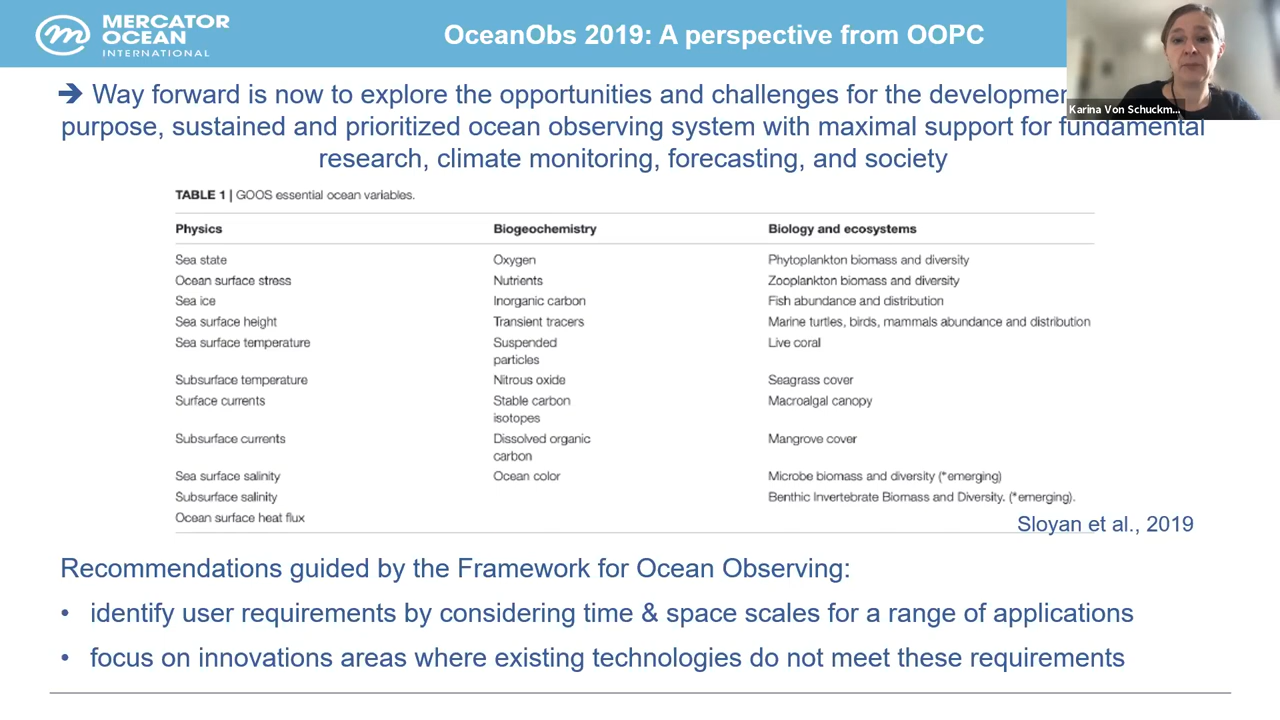 MERCATOR
OCEAN
INTERNATIONAL
OceanObs 2019: A perspective from OOPC
Karina Von Schuckm...
➔ Way forward is now to explore the opportunities and challenges for the
purpose, sustained and prioritized ocean observing system with maximal support for fundamental
research, climate monitoring, forecasting, and society
TABLE 1 | GOOS essential ocean variables.
Physics Biogeochemistry Biology and ecosystems
Sea state Oxygen Phytoplankton biomass and diversity
Ocean surface stress Nutrients Zooplankton biomass and diversity
Sea ice Inorganic carbon Fish abundance and distribution
Sea surface height Transient tracers Marine turtles, birds, mammals abundance and distribution
Sea surface temperature Suspended Live coral
particles
Subsurface temperature Nitrous oxide Seagrass cover
Surface currents Stable carbon Macroalgal canopy
isotopes
Subsurface currents Dissolved organic Mangrove cover
carbon
Sea surface salinity Ocean color Microbe biomass and diversity (*emerging)
Subsurface salinity Benthic Invertebrate Biomass and Diversity. (*emerging).
Ocean surface heat flux
Sloyan et al., 2019
Recommendations guided by the Framework for Ocean Observing:
• identify user requirements by considering time & space scales for a range of applications
• focus on innovations areas where existing technologies do not meet these requirements